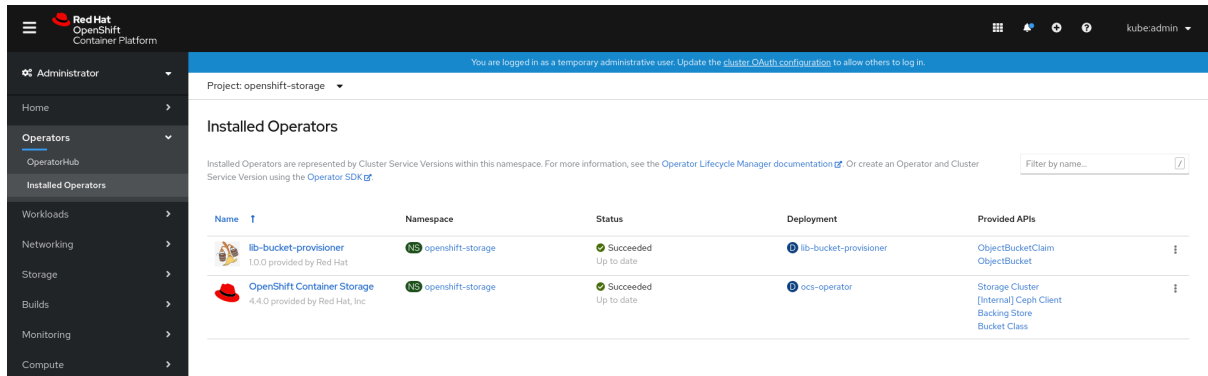 Red Hat
OpenShift
Container Platform
kube:admin
Administrator
You are logged in as a temporary administrative user. Update the cluster OAuth configuration to allow others to log in.
Project: openshift-storage
Home
Operators
OperatorHub
Installed Operators
Workloads
Networking
Storage
Builds
Monitoring
Compute
Installed Operators
Installed Operators are represented by Cluster Service Versions within this namespace. For more information, see the Operator Lifecycle Manager documentation. Or create an Operator and Cluster
Service Version using the Operator SDK.
Filter by name...
/
Name Namespace Status Deployment Provided APIs
lib-bucket-provisioner NS openshift-storage Succeeded D lib-bucket-provisioner ObjectBucketClaim
1.0.0 provided by Red Hat Up to date ObjectBucket
OpenShift Container Storage NS openshift-storage Succeeded D ocs-operator Storage Cluster
4.4.0 provided by Red Hat, Inc Up to date [Internal] Ceph Client
Backing Store
Bucket Class